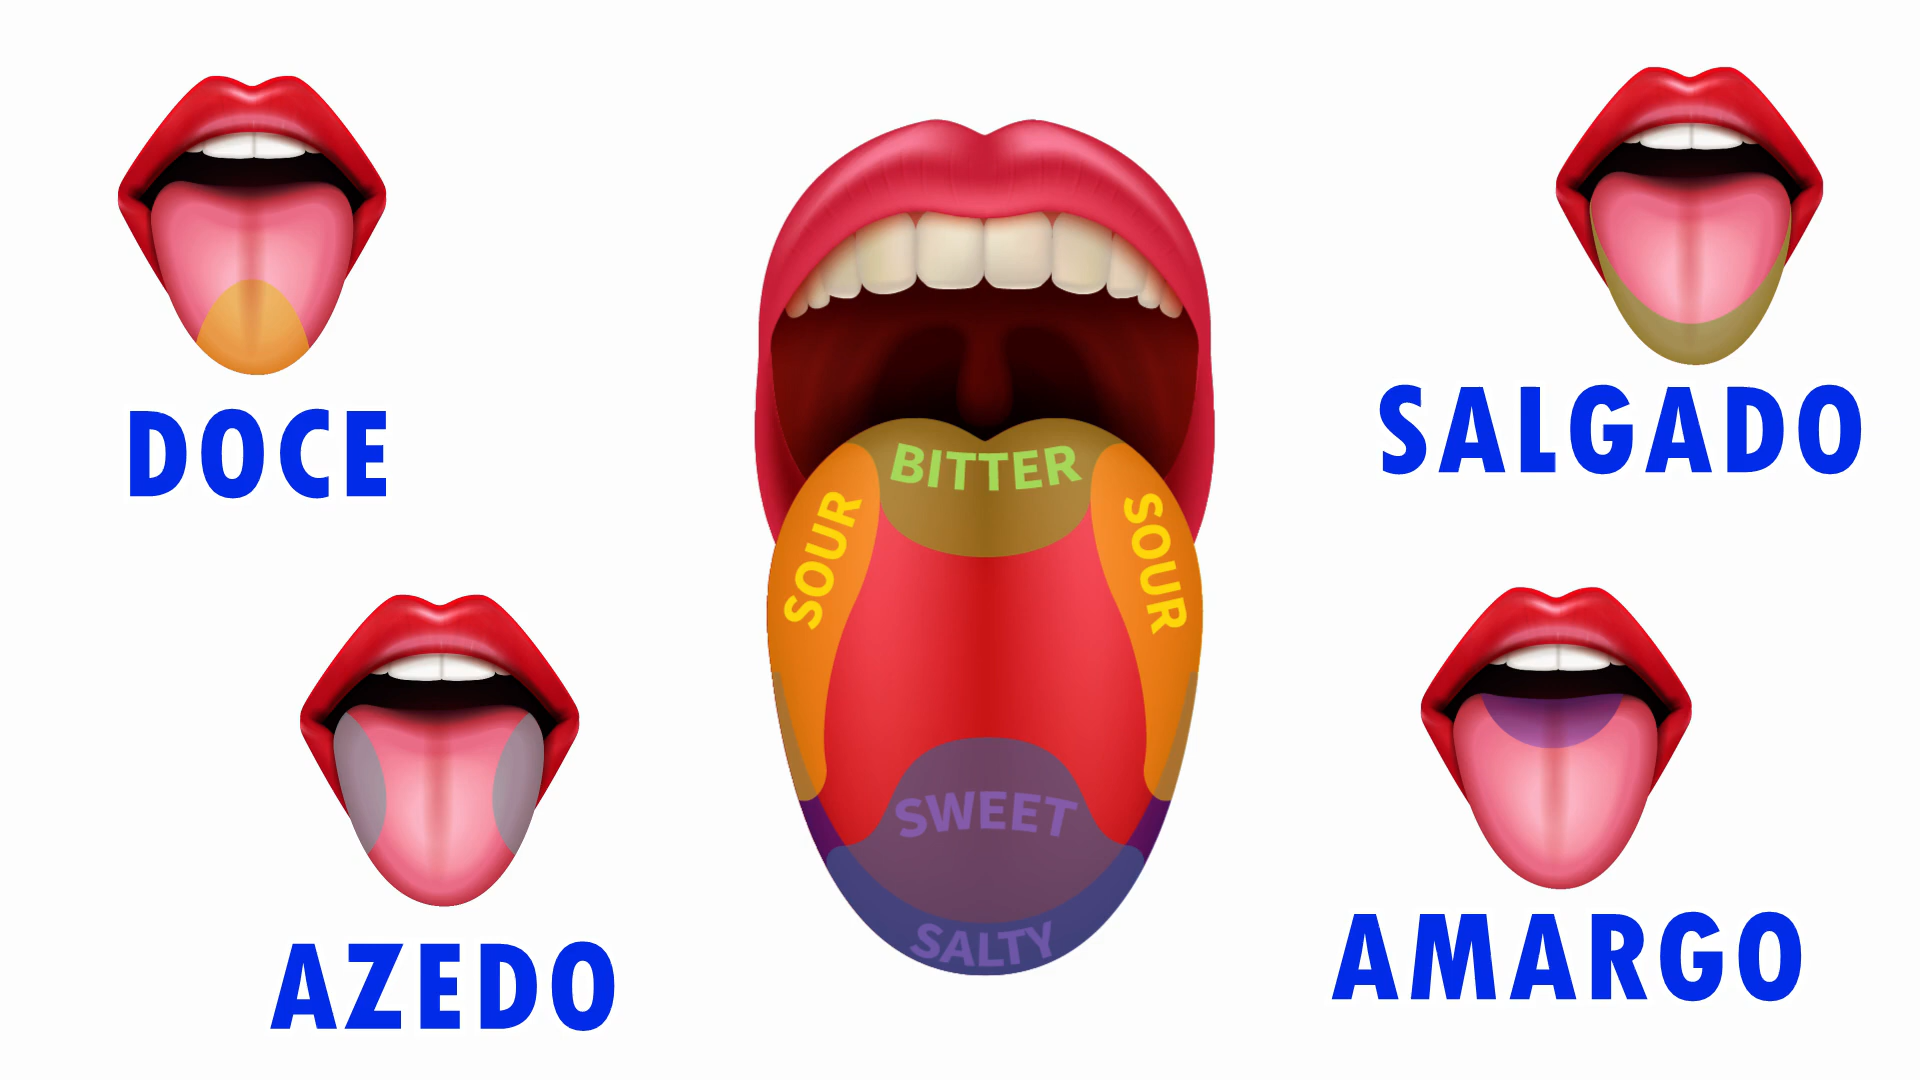 DOCE
SALGADO
BITTER
SOUR
SOUR
SWEET
SALTY
AZEDO
AMARGO